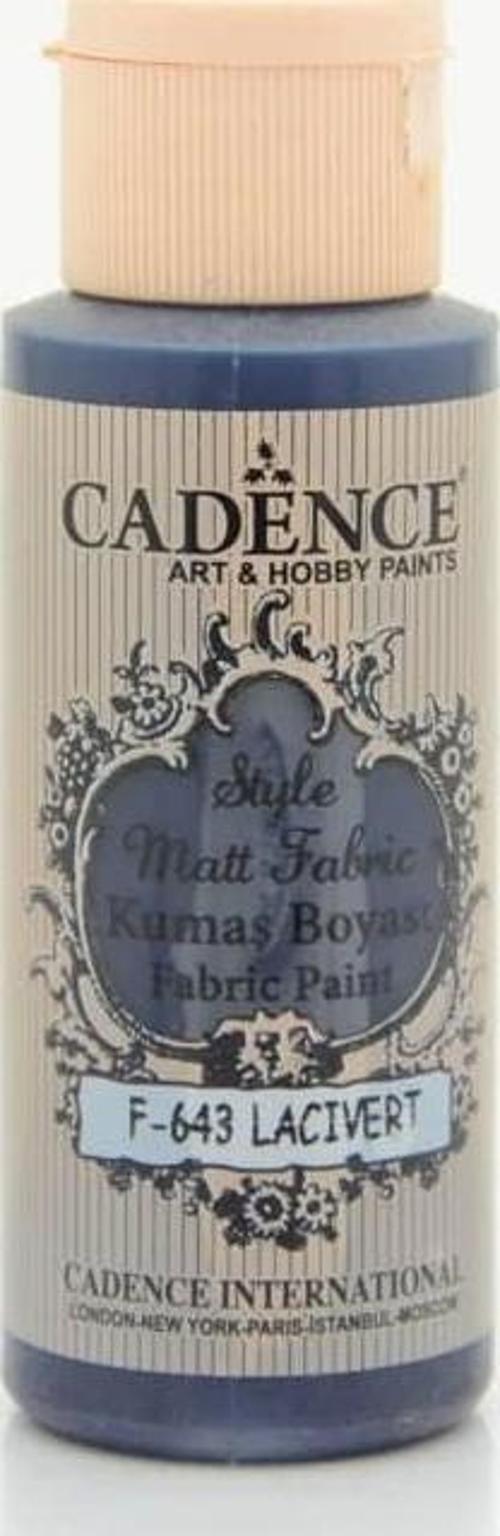 CADENCE
ART & HOBBY PAINTS
Style
Matt Fabric
Kumaş Boyası
Fabric Paint
F-643 LACIVERT
CADENCE INTERNATIONAL
LONDON-NEW YORK-PARIS-İSTANBUL-MOSCOW